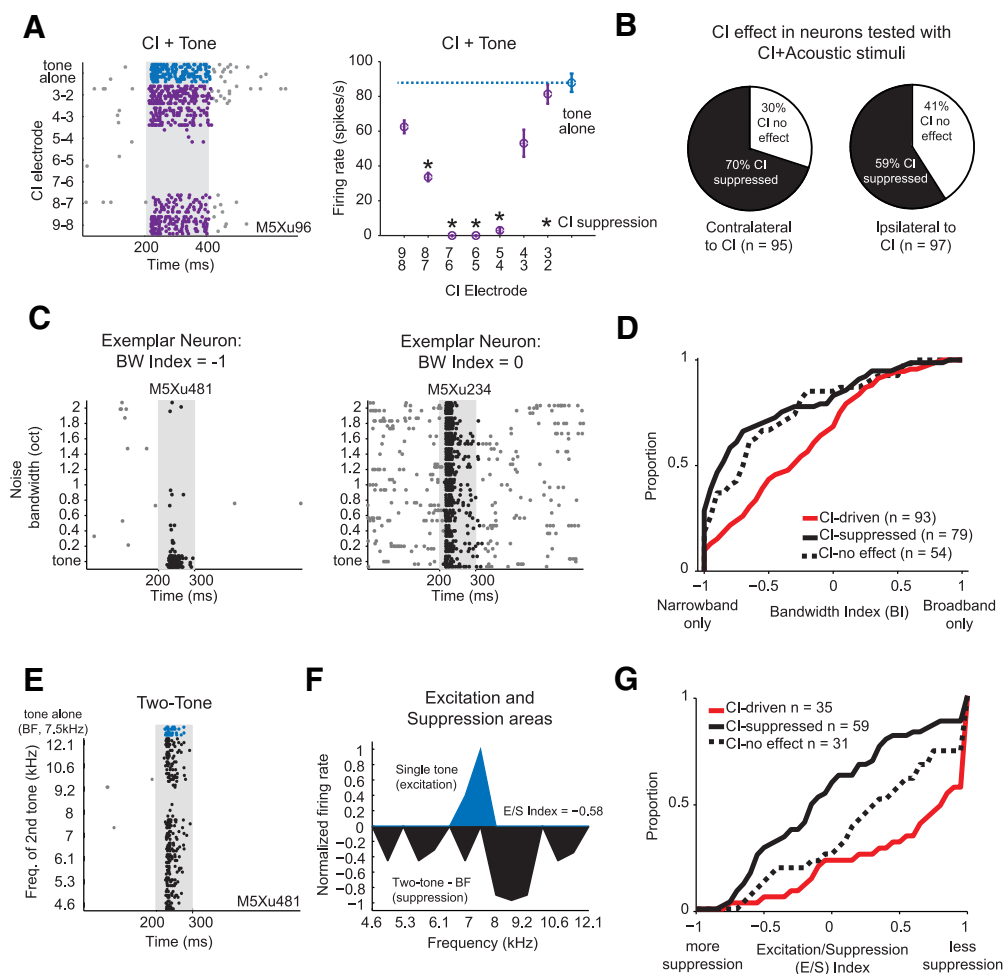 A
CI + Tone
CI electrode
tone
alone
3-2
4-3
5-4
6-5
7-6
8-7
9-8
M5Xu96
200
400
Time (ms)
CI + Tone
Firing rate (spikes/s)
100
80
60
40
20
0
tone
alone
* CI suppression
* * * * *
9 8 7 6 5 4 3
8 7 6 5 4 3 2
CI Electrode
B
CI effect in neurons tested with
CI+Acoustic stimuli
30%
CI no
effect
70% CI
suppressed
Contralateral
to CI (n = 95)
41%
CI no
effect
59% CI
suppressed
Ipsilateral
to CI (n = 97)
C
Exemplar Neuron:
BW Index = -1
M5Xu481
Noise
bandwidth (oct)
2
1.8
1.6
1.4
1.2
1
0.8
0.6
0.4
0.2
tone
200 300
Time (ms)
Exemplar Neuron:
BW Index = 0
M5Xu234
2
1.8
1.6
1.4
1.2
1
0.8
0.6
0.4
0.2
tone
200 300
Time (ms)
D
Proportion
1
0.5
0
CI-driven (n = 93)
CI-suppressed (n = 79)
CI-no effect (n = 54)
−1 −0.5 0 0.5 1
Narrowband
only
Bandwidth Index (BI)
Broadband
only
E
Two-Tone
tone alone
(BF, 7.5kHz)
Freq. of 2nd tone (kHz)
12.1
10.6
9.2
8
7
6.1
5.3
4.6
M5Xu481
200 300
Time (ms)
F
Excitation and
Suppression areas
Normalized firing rate
1
0.8
0.6
0.4
0.2
0
0
−0.2
−0.4
−0.6
−0.8
−1
Single tone
(excitation)
E/S Index = −0.58
Two-tone - BF
(suppression)
4.6 5.3 6.1 7 8 9.2 10.6 12.1
Frequency (kHz)
G
Proportion
1
0.5
0
CI-driven n = 35
CI-suppressed n = 59
CI-no effect n = 31
−1 −0.5 0 0.5 1
more
suppression
Excitation/Suppression
(E/S) Index
less
suppression